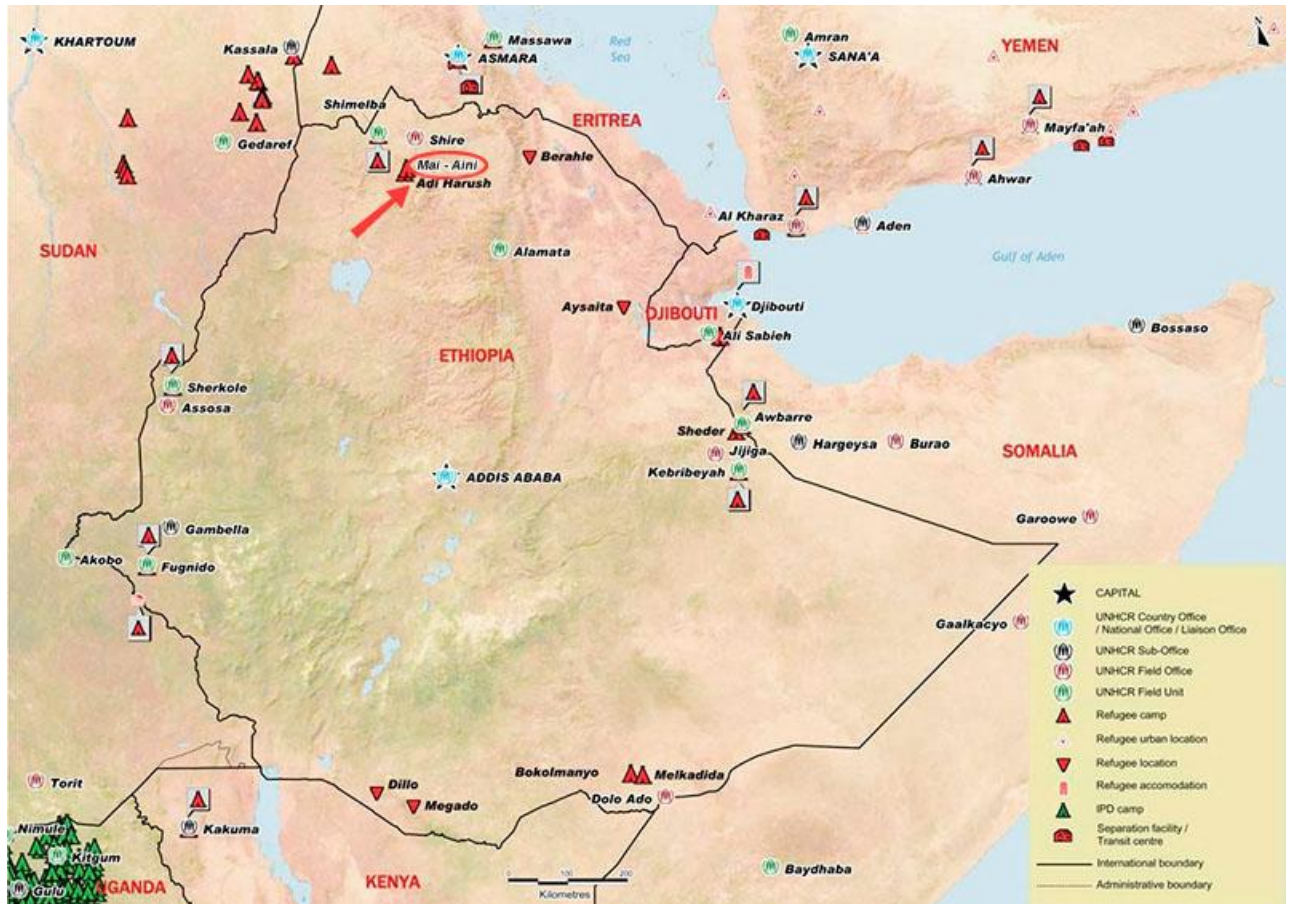 KHARTOUM
Kassala
Massawa
ASMARA
Red
Sea
Amran
SANA'A
YEMEN
N
Shimelba
ERITREA
Gedaref
Shire
Mai - Aini
Adi Harush
Berahle
Mayfa'ah
Ahwar
Al Kharaz
Aden
SUDAN
Alamata
Gulf of Aden
Aysaita
DJIBOUTI
Djibouti
Ali Sabieh
Bossaso
ETHIOPIA
Sherkole
Assosa
Awbarre
Sheder
Jijiga
Hargeysa
Burao
SOMALIA
Kebribeyah
ADDIS ABABA
Garoowe
Gambella
Akobo
Fugnido
Gaalkacyo
Torit
Dillo
Megado
Bokolmanyo
Melkadida
Dolo Ado
Nimule
Kakuma
Kitgum
Gulu
UGANDA
KENYA
Baydhaba
0 100 200
Kilometres
CAPITAL
UNHCR Country Office
/ National Office / Liaison Office
UNHCR Sub-Office
UNHCR Field Office
UNHCR Field Unit
Refugee camp
Refugee urban location
Refugee location
Refugee accomodation
IPD camp
Separation facility /
Transit centre
International boundary
Administrative boundary